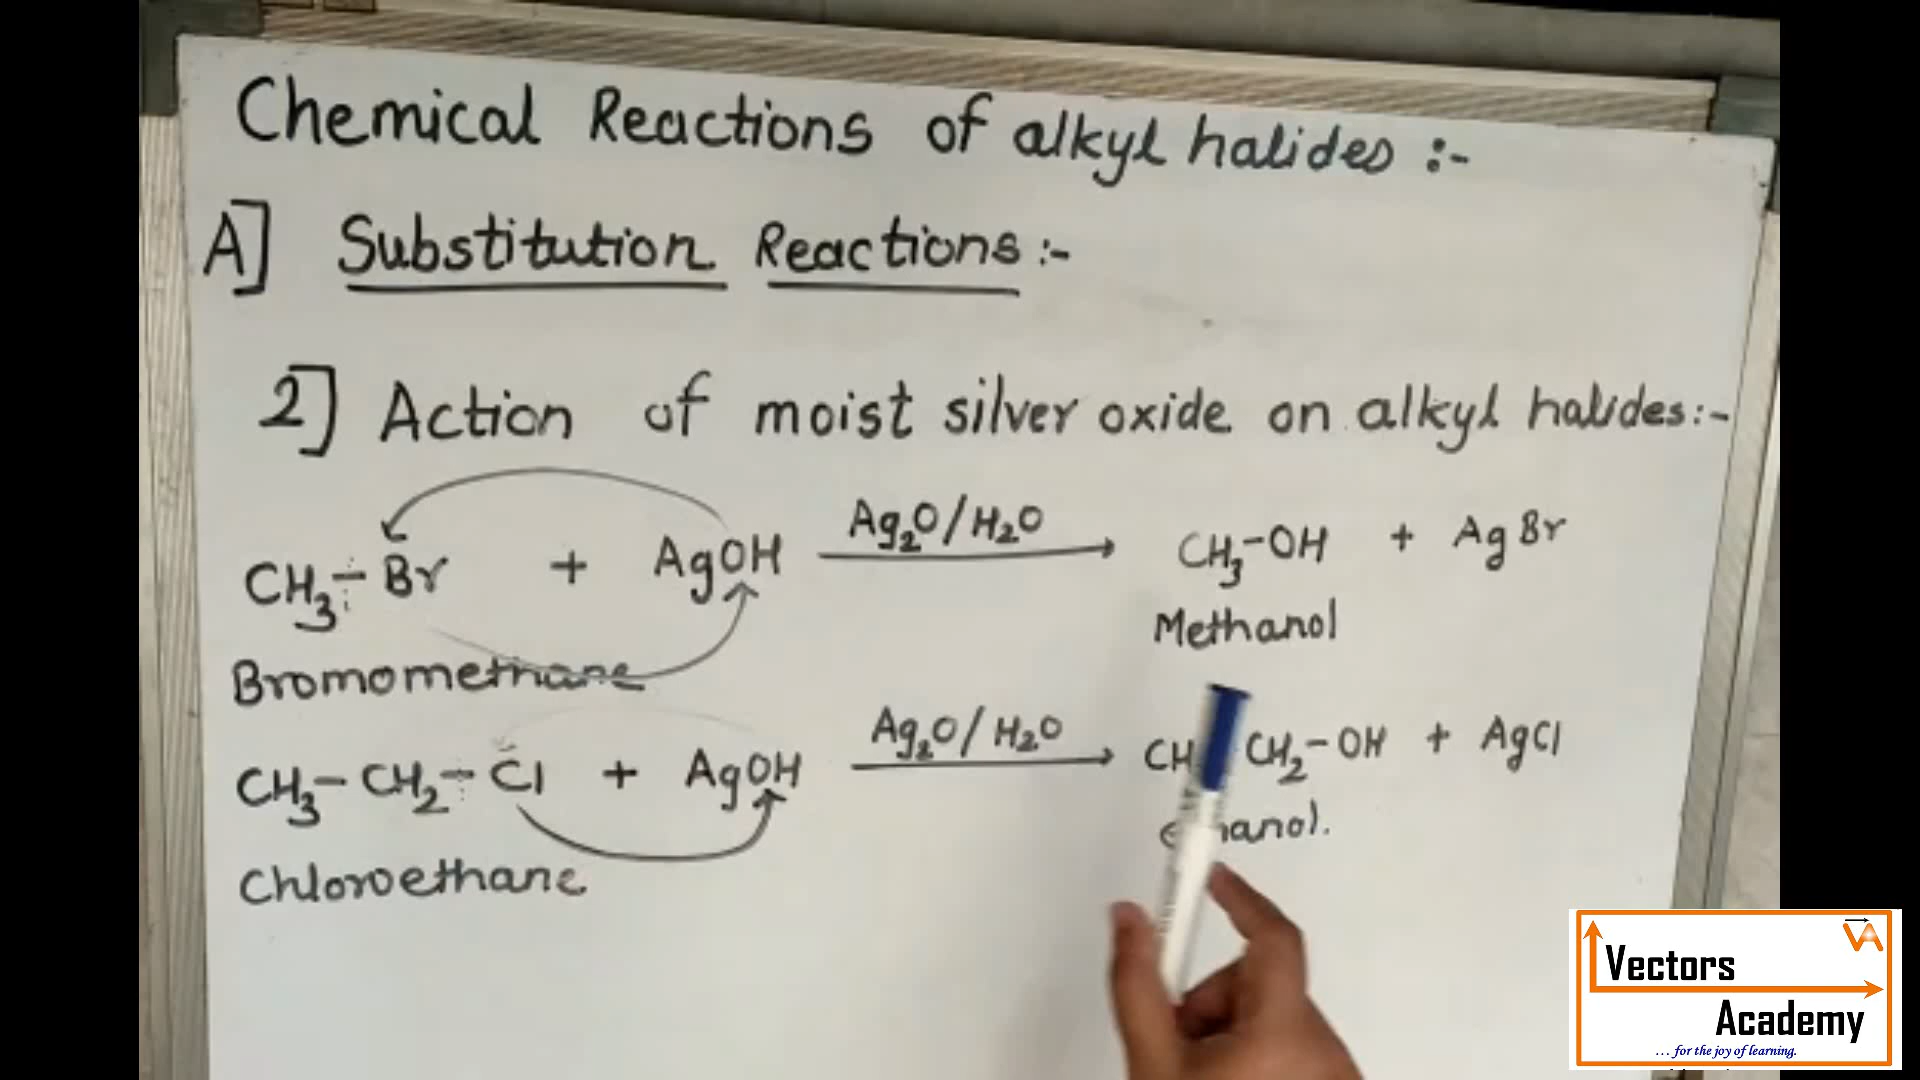 Chemical Reactions of alkyl halides :-
A] Substitution Reactions :-
2] Action of moist silver oxide on alkyl halides:-
CH₃-Br + AgOH Ag₂O/H₂O → CH₃-OH + AgBr
Bromomethane Methanol
CH₃-CH₂-Cl + AgOH Ag₂O/H₂O → CH CH₂-OH + AgCl
Chloroethane
VA
Vectors
Academy
... for the joy of learning.